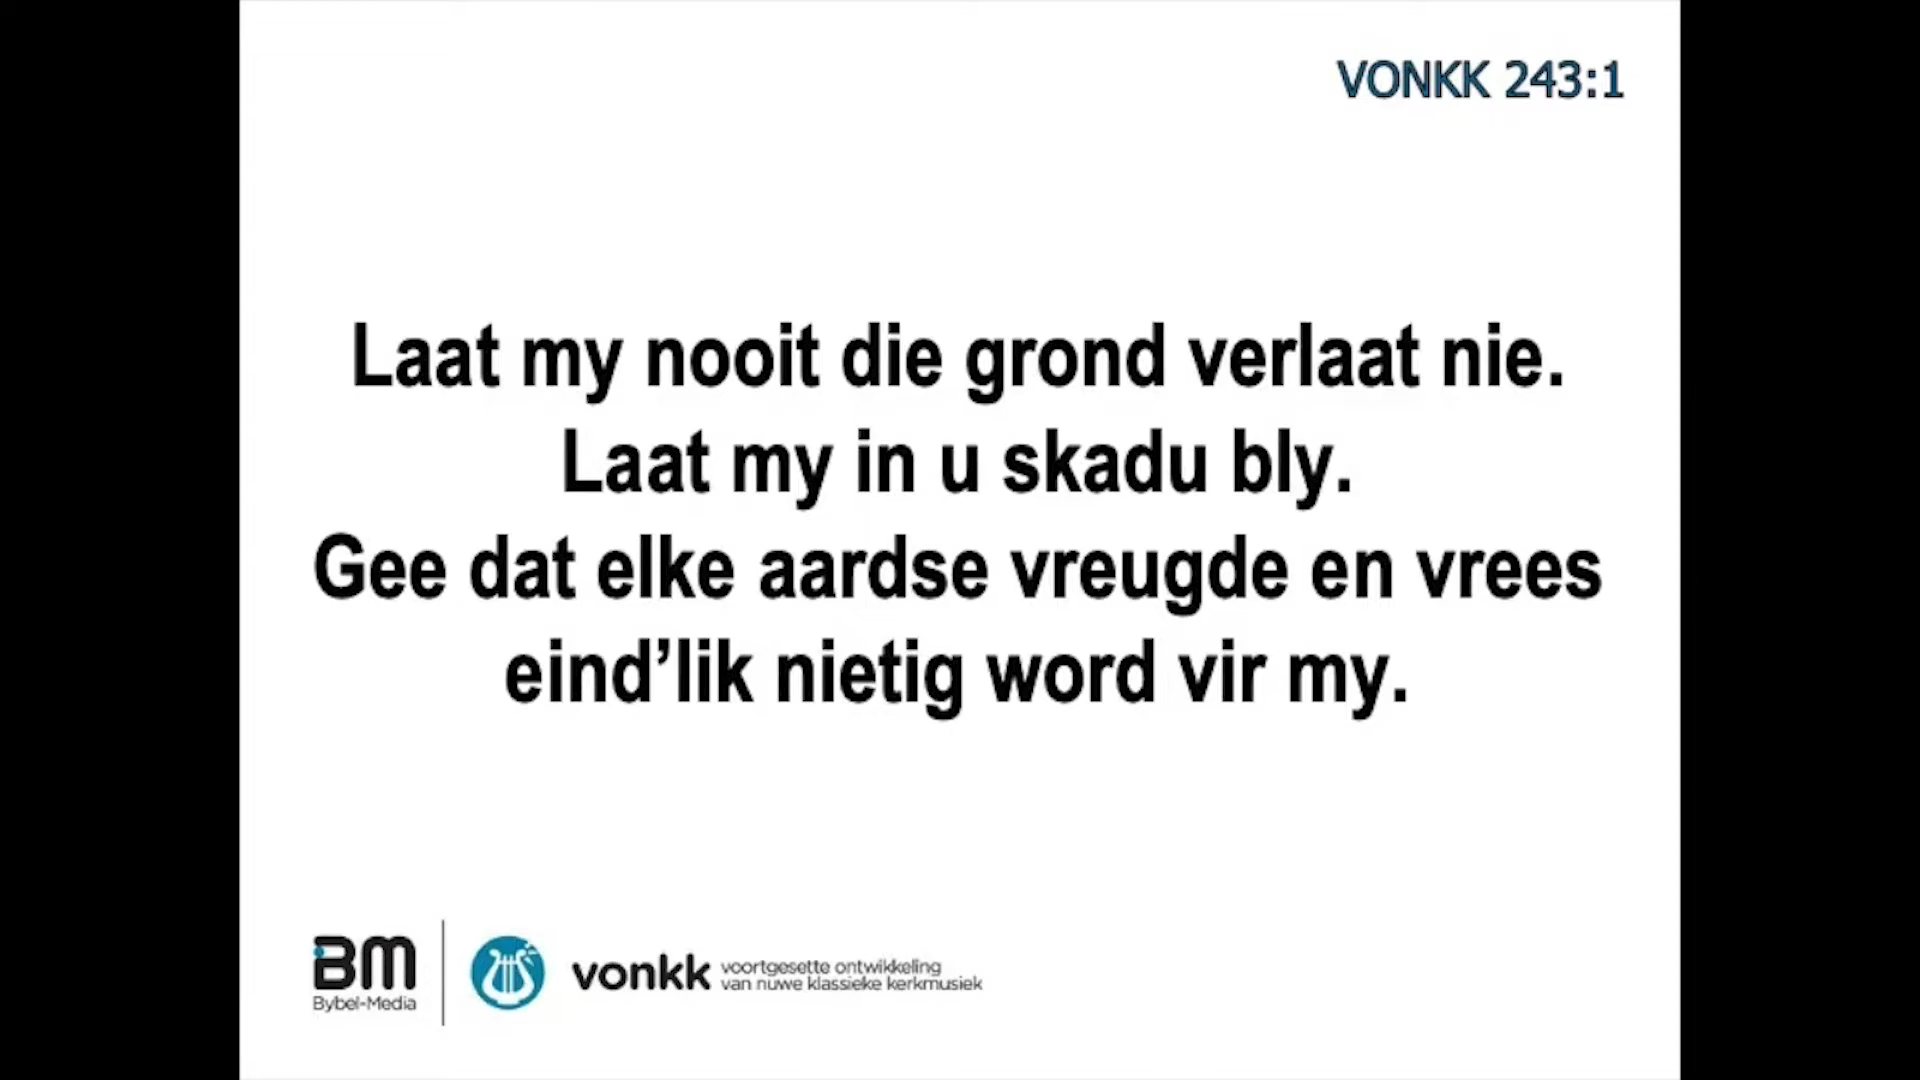 VONKK 243:1
Laat my nooit die grond verlaat nie.
Laat my in u skadu bly.
Gee dat elke aardse vreugde en vrees
eind’lik nietig word vir my.
BM
Bybel-Media
vonkk
voortgesette ontwikkeling
van nuwe klassieke kerkmusiek